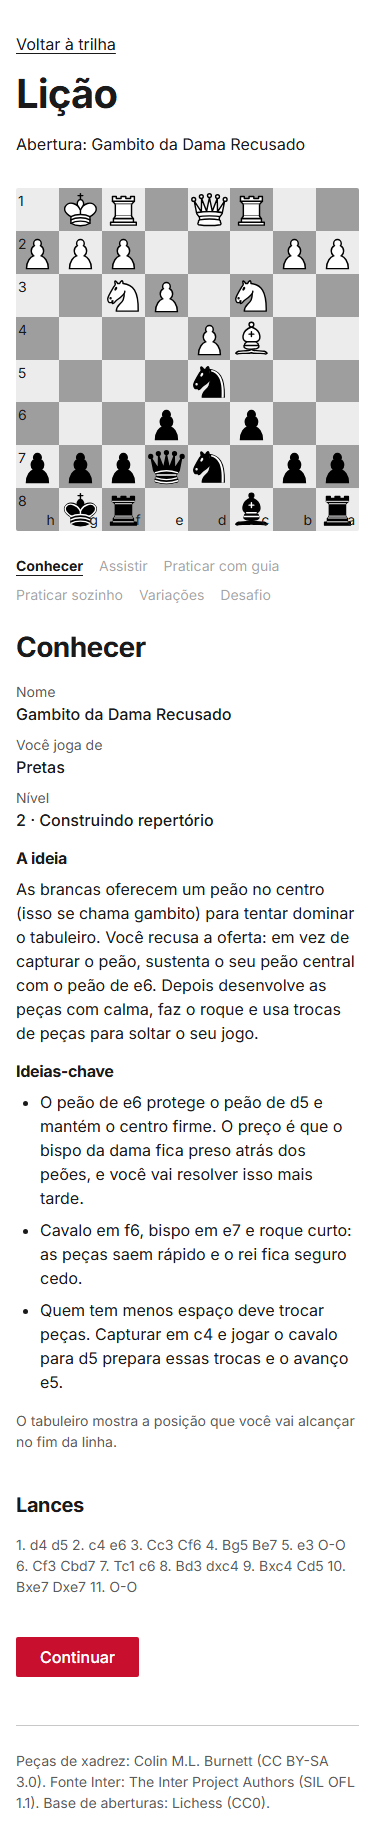 Voltar à trilha
Lição
Abertura: Gambito da Dama Recusado
1
2
3
4
5
6
7
8
h g f e d c b a
Conhecer Assistir Praticar com guia
Praticar sozinho Variações Desafio
Conhecer
Nome
Gambito da Dama Recusado
Você joga de
Pretas
Nível
2 · Construindo repertório
A ideia
As brancas oferecem um peão no centro
(isso se chama gambito) para tentar dominar
o tabuleiro. Você recusa a oferta: em vez de
capturar o peão, sustenta o seu peão central
com o peão de e6. Depois desenvolve as
peças com calma, faz o roque e usa trocas
de peças para soltar o seu jogo.
Ideias-chave
• O peão de e6 protege o peão de d5 e
mantém o centro firme. O preço é que o
bispo da dama fica preso atrás dos
peões, e você vai resolver isso mais
tarde.
• Cavalo em f6, bispo em e7 e roque curto:
as peças saem rápido e o rei fica seguro
cedo.
• Quem tem menos espaço deve trocar
peças. Capturar em c4 e jogar o cavalo
para d5 prepara essas trocas e o avanço
e5.
O tabuleiro mostra a posição que você vai alcançar
no fim da linha.
Lances
1. d4 d5 2. c4 e6 3. Cc3 Cf6 4. Bg5 Be7 5. e3 O-O
6. Cf3 Cbd7 7. Tc1 c6 8. Bd3 dxc4 9. Bxc4 Cd5 10.
Bxe7 Dxe7 11. O-O
Continuar
Peças de xadrez: Colin M.L. Burnett (CC BY-SA
3.0). Fonte Inter: The Inter Project Authors (SIL OFL
1.1). Base de aberturas: Lichess (CC0).